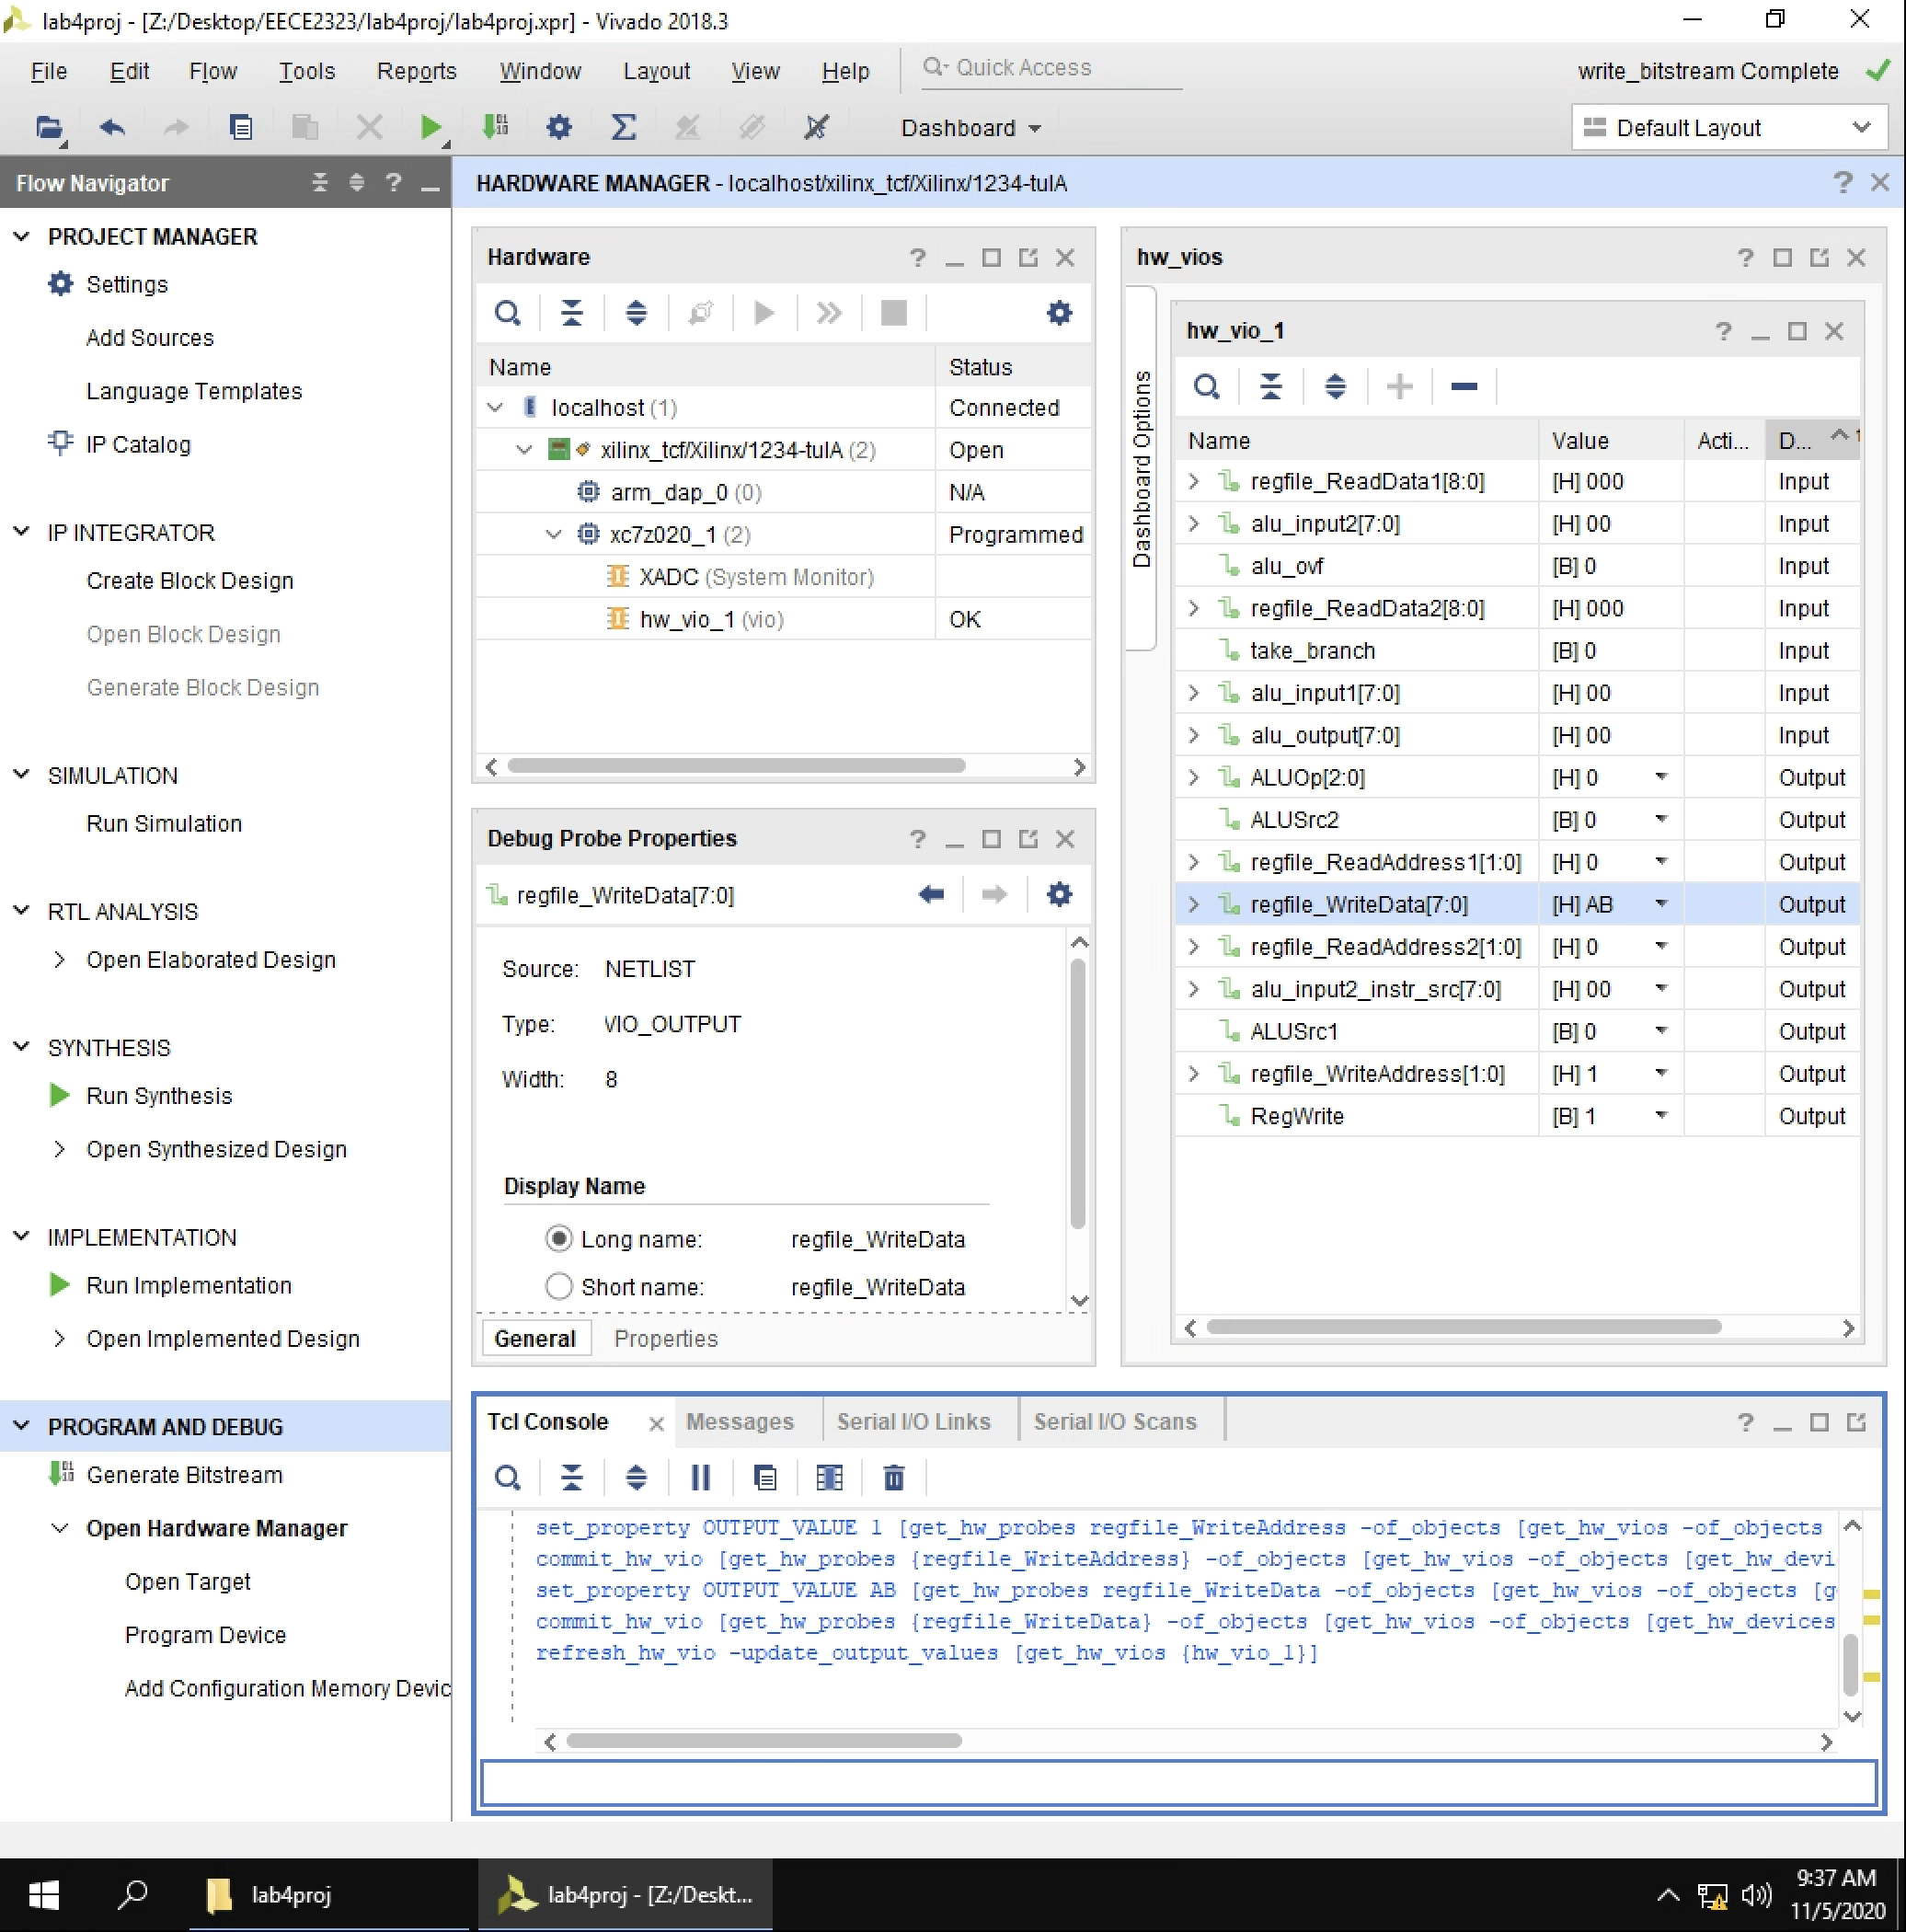 lab4proj - [Z:/Desktop/EECE2323/lab4proj/lab4proj.xpr] - Vivado 2018.3
File Edit Flow Tools Reports Window Layout View Help Quick Access write_bitstream Complete
Dashboard Default Layout
Flow Navigator
PROJECT MANAGER
Settings
Add Sources
Language Templates
IP Catalog
IP INTEGRATOR
Create Block Design
Open Block Design
Generate Block Design
SIMULATION
Run Simulation
RTL ANALYSIS
Open Elaborated Design
SYNTHESIS
Run Synthesis
Open Synthesized Design
IMPLEMENTATION
Run Implementation
Open Implemented Design
PROGRAM AND DEBUG
Generate Bitstream
Open Hardware Manager
Open Target
Program Device
Add Configuration Memory Devic
HARDWARE MANAGER - localhost/xilinx_tcf/Xilinx/1234-tulA
Hardware
Name Status
localhost (1) Connected
xilinx_tcf/Xilinx/1234-tulA (2) Open
arm_dap_0 (0) N/A
xc7z020_1 (2) Programmed
XADC (System Monitor)
hw_vio_1 (vio) OK
Debug Probe Properties
regfile_WriteData[7:0]
Source: NETLIST
Type: VIO_OUTPUT
Width: 8
Display Name
Long name: regfile_WriteData
Short name: regfile_WriteData
General Properties
hw_vios
Dashboard Options
hw_vio_1
Name Value Acti... D... 1
regfile_ReadData1[8:0] [H] 000 Input
alu_input2[7:0] [H] 00 Input
alu_ovf [B] 0 Input
regfile_ReadData2[8:0] [H] 000 Input
take_branch [B] 0 Input
alu_input1[7:0] [H] 00 Input
alu_output[7:0] [H] 00 Input
ALUOp[2:0] [H] 0 Output
ALUSrc2 [B] 0 Output
regfile_ReadAddress1[1:0] [H] 0 Output
regfile_WriteData[7:0] [H] AB Output
regfile_ReadAddress2[1:0] [H] 0 Output
alu_input2_instr_src[7:0] [H] 00 Output
ALUSrc1 [B] 0 Output
regfile_WriteAddress[1:0] [H] 1 Output
RegWrite [B] 1 Output
Tcl Console Messages Serial I/O Links Serial I/O Scans
set_property OUTPUT_VALUE 1 [get_hw_probes regfile_WriteAddress -of_objects [get_hw_vios -of_objects
commit_hw_vio [get_hw_probes {regfile_WriteAddress} -of_objects [get_hw_vios -of_objects [get_hw_devi
set_property OUTPUT_VALUE AB [get_hw_probes regfile_WriteData -of_objects [get_hw_vios -of_objects [g
commit_hw_vio [get_hw_probes {regfile_WriteData} -of_objects [get_hw_vios -of_objects [get_hw_devices
refresh_hw_vio -update_output_values [get_hw_vios {hw_vio_1}]
lab4proj
lab4proj - [Z:/Deskt...
9:37 AM
11/5/2020